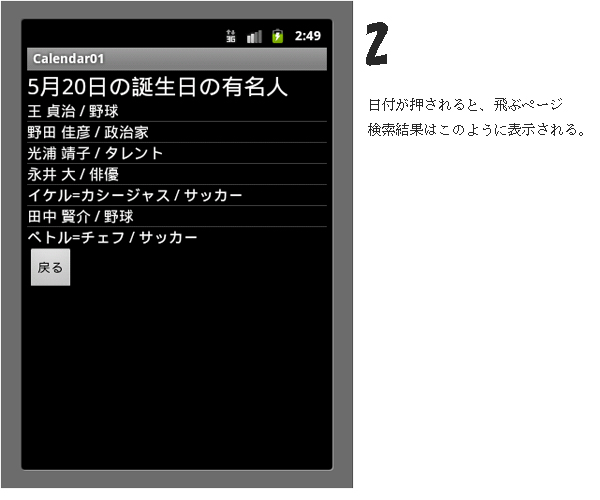 3G 2:49
Calendar01
5月20日の誕生日の有名人
王 貞治 / 野球
野田 佳彦 / 政治家
光浦 靖子 / タレント
永井 大 / 俳優
イケル=カシージャス / サッカー
田中 賢介 / 野球
ペトル=チェフ / サッカー
戻る
2
日付が押されると、飛ぶページ
検索結果はこのように表示される。